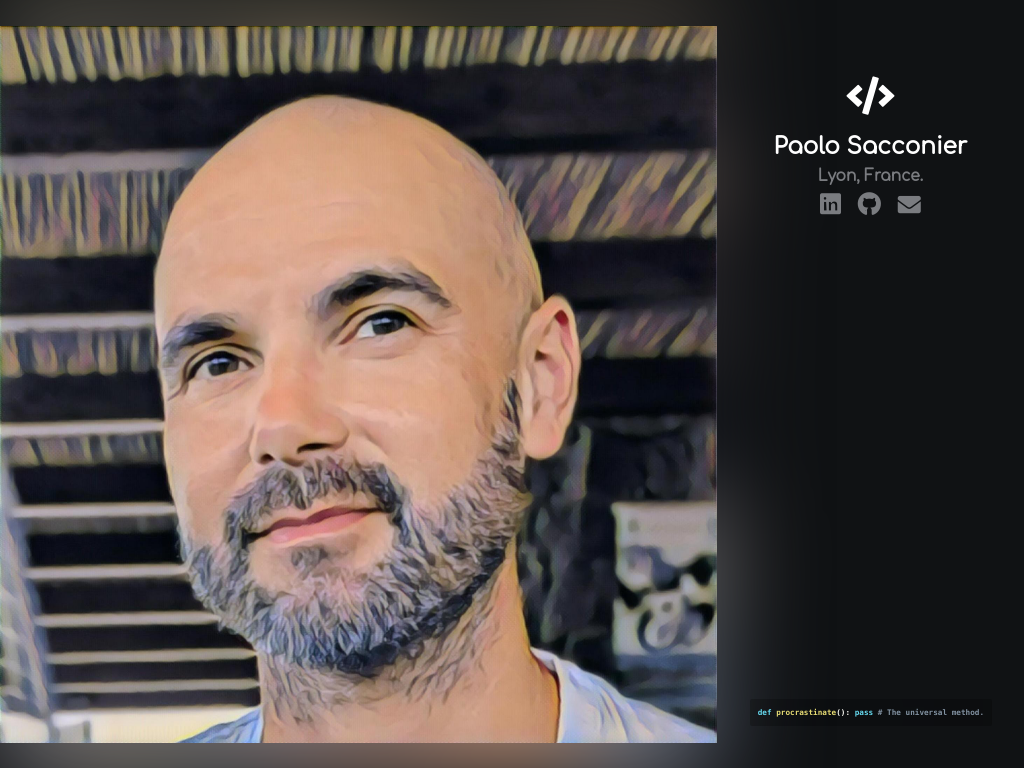 Paolo Sacconier
Lyon, France.
def procrastinate(): pass # The universal method.